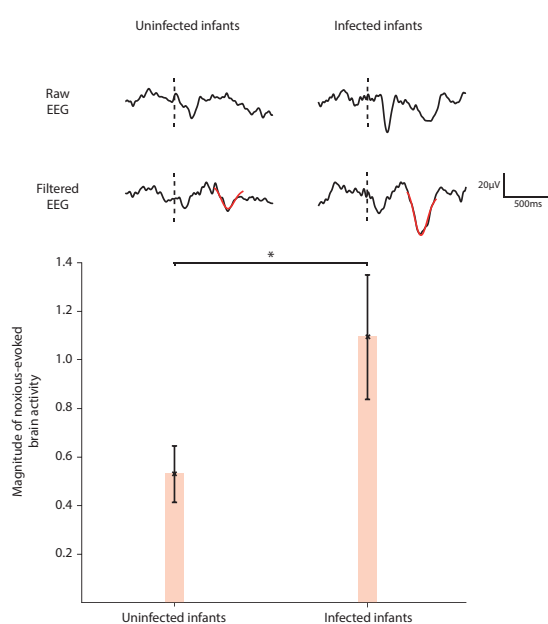 Uninfected infants
Infected infants
Raw
EEG
Filtered
EEG
20µV
500ms
*
1.4
1.2
1.0
0.8
0.6
0.4
0.2
Magnitude of noxious-evoked
brain activity
Uninfected infants
Infected infants